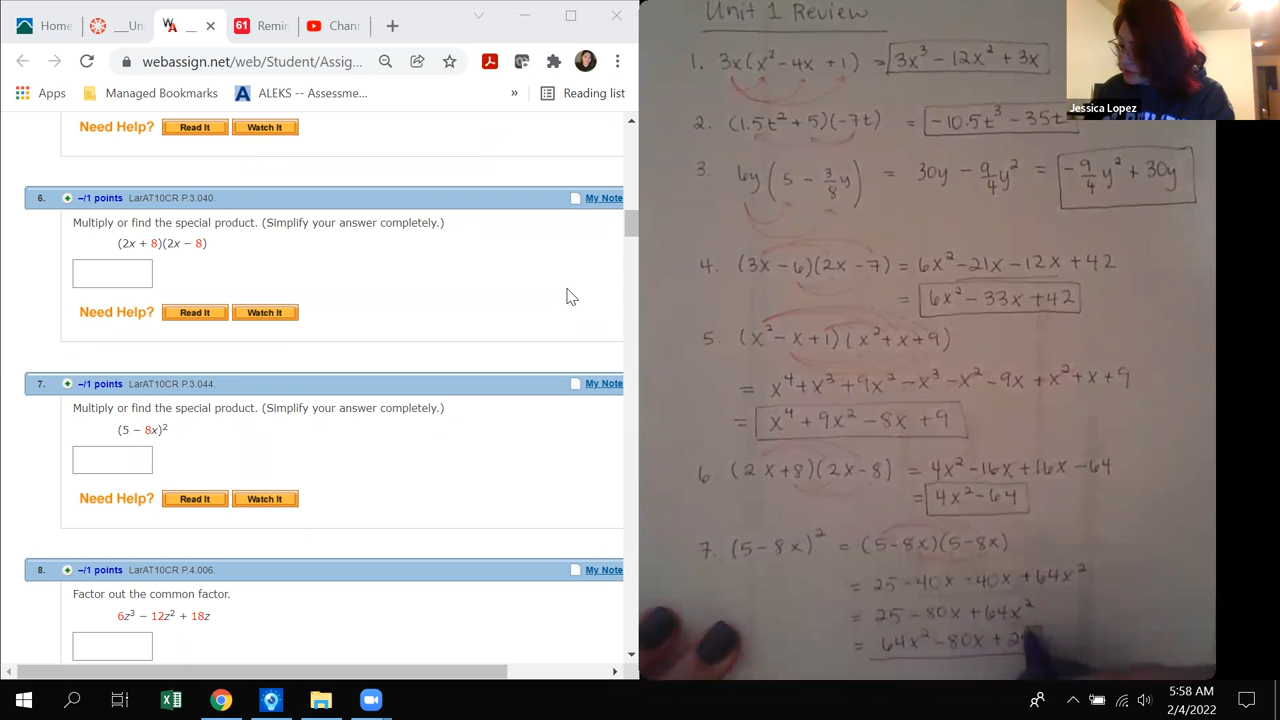 Home
__Un
Remin
Chann
webassign.net/web/Student/Assig...
Apps
Managed Bookmarks
ALEKS -- Assessme...
»
Reading list
Need Help? Read It Watch It
6. –/1 points LarAT10CR P.3.040. My Note
Multiply or find the special product. (Simplify your answer completely.)
(2x + 8)(2x − 8)
Need Help? Read It Watch It
7. –/1 points LarAT10CR P.3.044. My Note
Multiply or find the special product. (Simplify your answer completely.)
(5 − 8x)²
Need Help? Read It Watch It
8. –/1 points LarAT10CR P.4.006. My Note
Factor out the common factor.
6z³ − 12z² + 18z
Unit 1 Review
1. 3x(x² - 4x + 1) = 3x³ - 12x² + 3x
2. (1.5t² + 5)(-7t) = -10.5t³ - 35t
3. 6y(5 - 3/8 y) = 30y - 9/4 y² = -9/4 y² + 30y
4. (3x - 6)(2x - 7) = 6x² - 21x - 12x + 42
= 6x² - 33x + 42
5. (x² - x + 1)(x² + x + 9)
= x⁴ + x³ + 9x² - x³ - x² - 9x + x² + x + 9
= x⁴ + 9x² - 8x + 9
6. (2x + 8)(2x - 8) = 4x² - 16x + 16x - 64
= 4x² - 64
7. (5 - 8x)² = (5 - 8x)(5 - 8x)
= 25 - 40x - 40x + 64x²
= 25 - 80x + 64x²
= 64x² - 80x + 2
Jessica Lopez
5:58 AM
2/4/2022